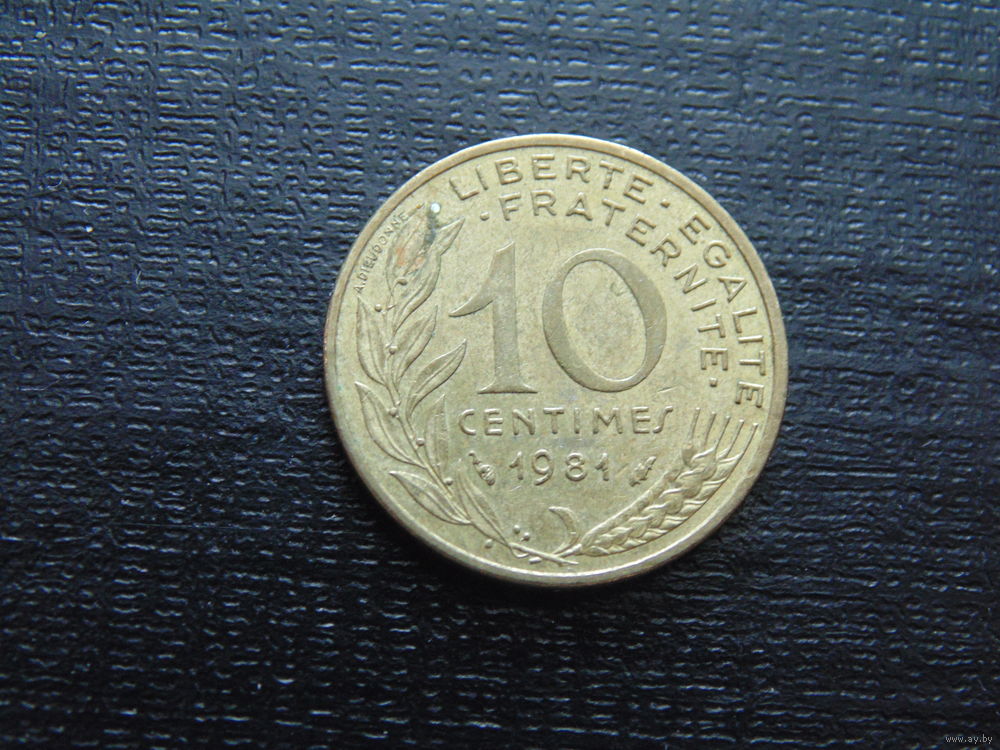 LIBERTE · EGALITE
· FRATERNITE ·
A.DIEUDONNE
10
CENTIMES
1981
www.ay.by